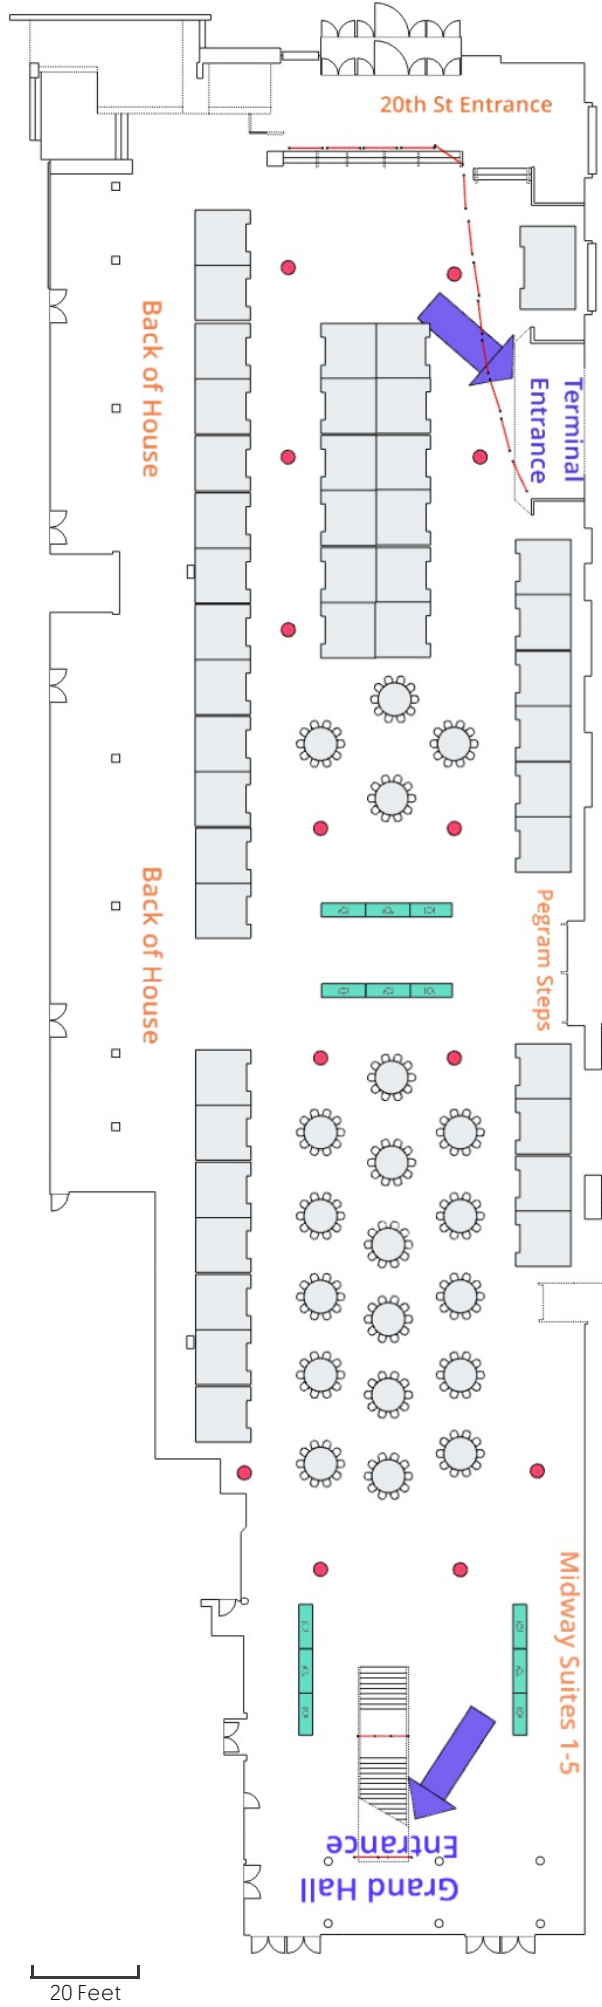 20th St Entrance
Back of House
Terminal
Entrance
Back of House
Pegram Steps
Midway Suites 1-5
Grand Hall
Entrance
20 Feet